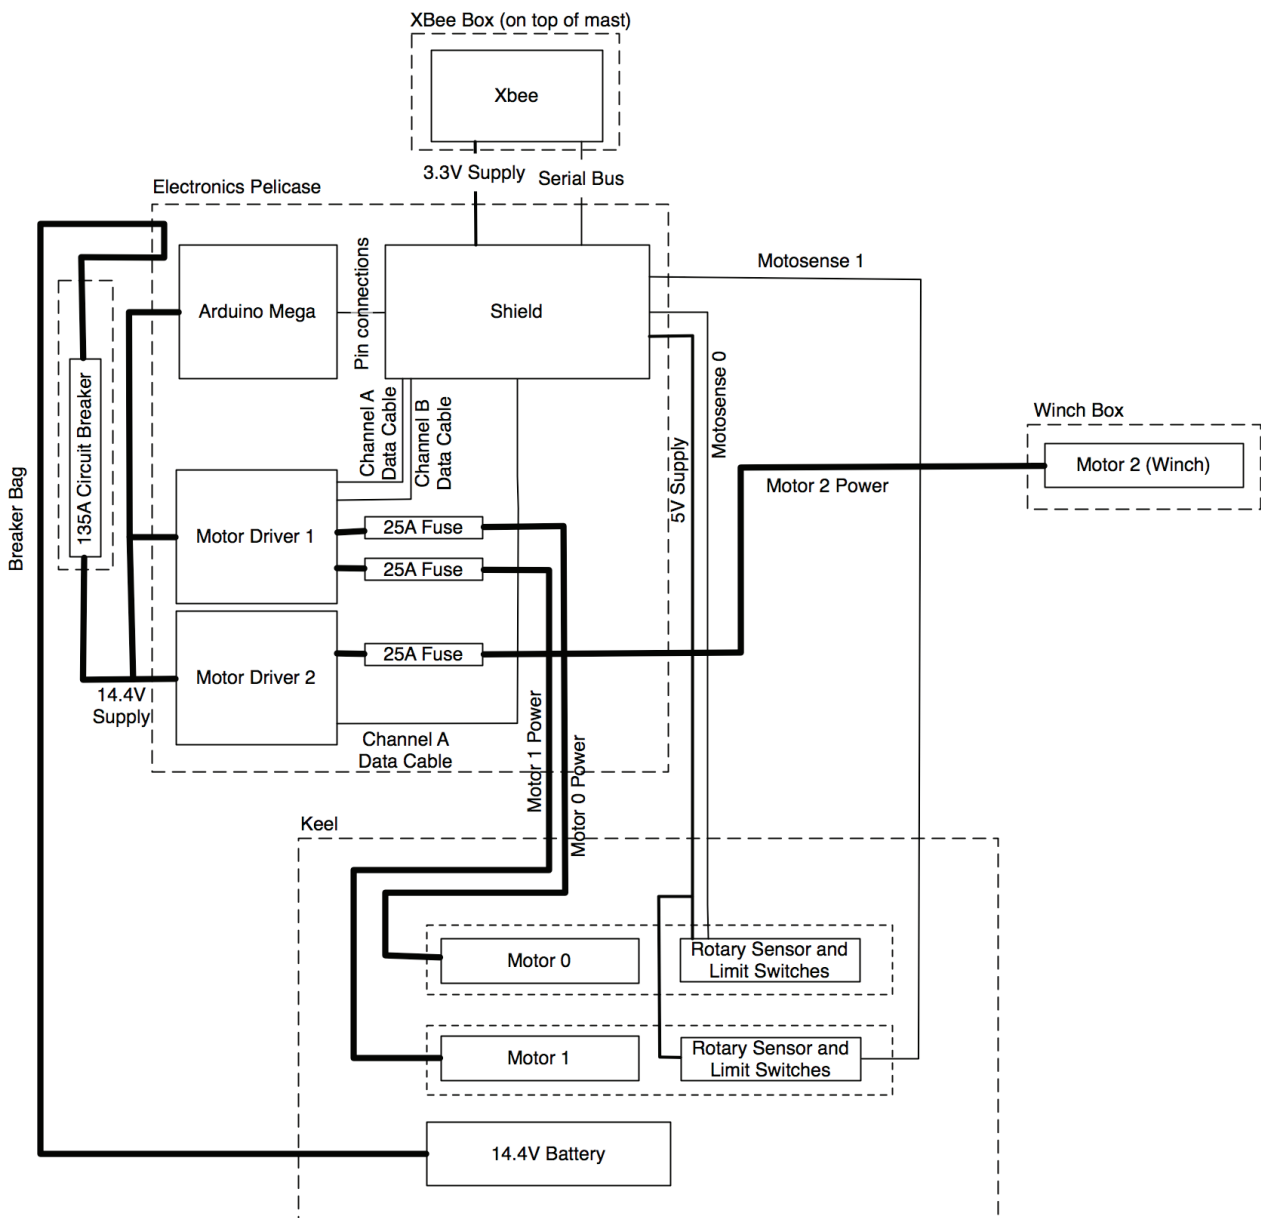 XBee Box (on top of mast)
Xbee
3.3V Supply
Serial Bus
Electronics Pelicase
Arduino Mega
Pin connections
Shield
Motosense 1
Motosense 0
5V Supply
135A Circuit Breaker
Breaker Bag
Channel A
Data Cable
Channel B
Data Cable
Winch Box
Motor 2 (Winch)
Motor 2 Power
Motor Driver 1
25A Fuse
25A Fuse
Motor Driver 2
25A Fuse
14.4V
Supply
Channel A
Data Cable
Motor 1 Power
Motor 0 Power
Keel
Motor 0
Rotary Sensor and
Limit Switches
Motor 1
Rotary Sensor and
Limit Switches
14.4V Battery